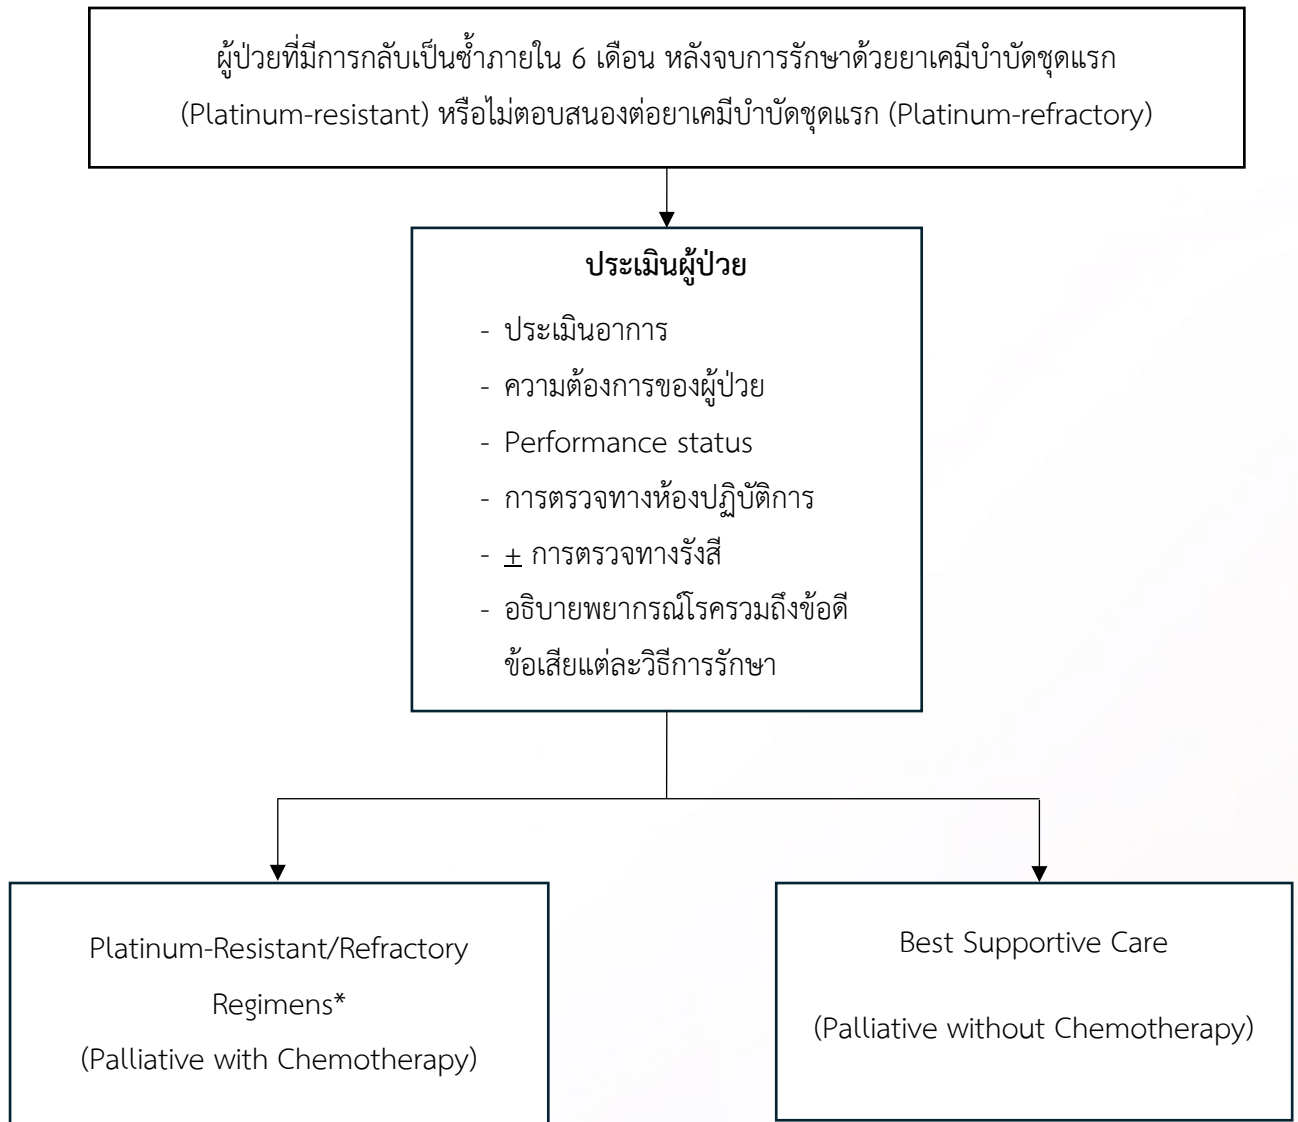 ผู้ป่วยที่มีการกลับเป็นซ้ำภายใน 6 เดือน หลังจบการรักษาด้วยยาเคมีบำบัดชุดแรก
(Platinum-resistant) หรือไม่ตอบสนองต่อยาเคมีบำบัดชุดแรก (Platinum-refractory)
ประเมินผู้ป่วย
- ประเมินอาการ
- ความต้องการของผู้ป่วย
- Performance status
- การตรวจทางห้องปฏิบัติการ
- ± การตรวจทางรังสี
- อธิบายพยากรณ์โรครวมถึงข้อดี
ข้อเสียแต่ละวิธีการรักษา
Platinum-Resistant/Refractory
Regimens*
(Palliative with Chemotherapy)
Best Supportive Care
(Palliative without Chemotherapy)